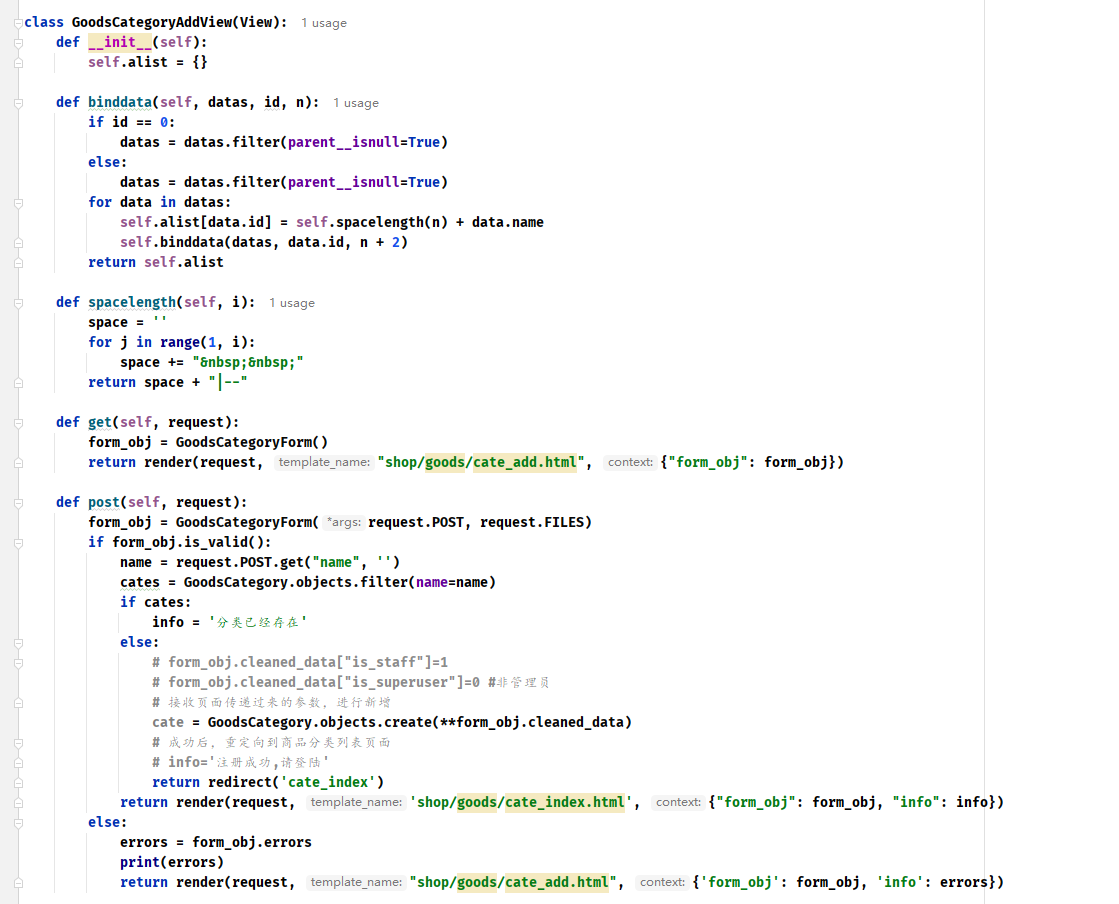 class GoodsCategoryAddView(View): 1 usage
    def __init__(self):
        self.alist = {}

    def binddata(self, datas, id, n): 1 usage
        if id == 0:
            datas = datas.filter(parent__isnull=True)
        else:
            datas = datas.filter(parent__isnull=True)
        for data in datas:
            self.alist[data.id] = self.spacelength(n) + data.name
            self.binddata(datas, data.id, n + 2)
        return self.alist

    def spacelength(self, i): 1 usage
        space = ''
        for j in range(1, i):
            space += "&nbsp;&nbsp;"
        return space + "|--"

    def get(self, request):
        form_obj = GoodsCategoryForm()
        return render(request, template_name: "shop/goods/cate_add.html", context: {"form_obj": form_obj})

    def post(self, request):
        form_obj = GoodsCategoryForm( *args: request.POST, request.FILES)
        if form_obj.is_valid():
            name = request.POST.get("name", '')
            cates = GoodsCategory.objects.filter(name=name)
            if cates:
                info = '分类已经存在'
            else:
                # form_obj.cleaned_data["is_staff"]=1
                # form_obj.cleaned_data["is_superuser"]=0 #非管理员
                # 接收页面传递过来的参数，进行新增
                cate = GoodsCategory.objects.create(**form_obj.cleaned_data)
                # 成功后，重定向到商品分类列表页面
                # info='注册成功,请登陆'
                return redirect('cate_index')
            return render(request, template_name: 'shop/goods/cate_index.html', context: {"form_obj": form_obj, "info": info})
        else:
            errors = form_obj.errors
            print(errors)
            return render(request, template_name: "shop/goods/cate_add.html", context: {'form_obj': form_obj, 'info': errors})